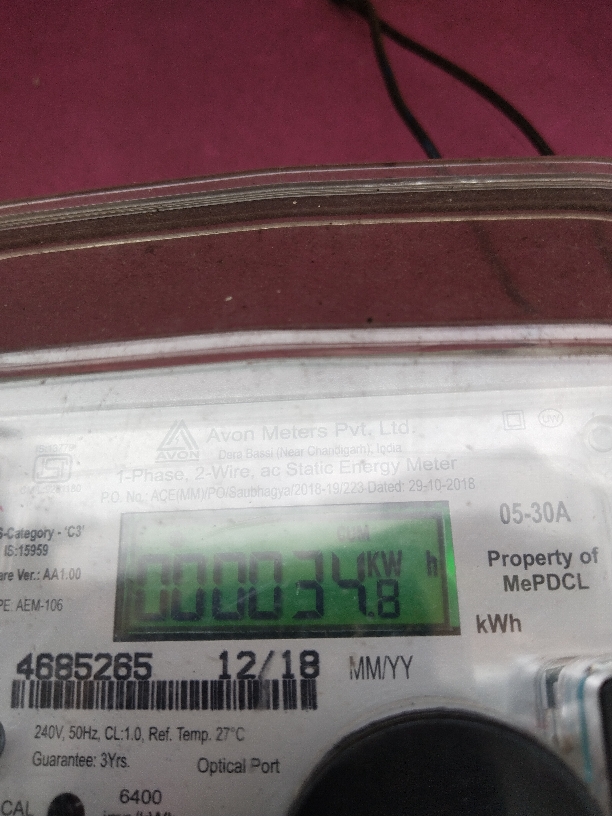 Avon Meters Pvt. Ltd.
AVON
Dera Bassi (Near Chandigarh), India
1-Phase, 2-Wire, ac Static Energy Meter
P.O. No.: ACE(MM)/PO/Saubhagya/2018-19/223 Dated: 29-10-2018
-Category - 'C3'
IS:15959
are Ver.: AA1.00
PE: AEM-106
CUM
000034.8 KW h
05-30A
Property of
MePDCL
kWh
4685265 12/18 MM/YY
240V, 50Hz, CL:1.0, Ref. Temp. 27°C
Guarantee: 3Yrs.
Optical Port
CAL
6400